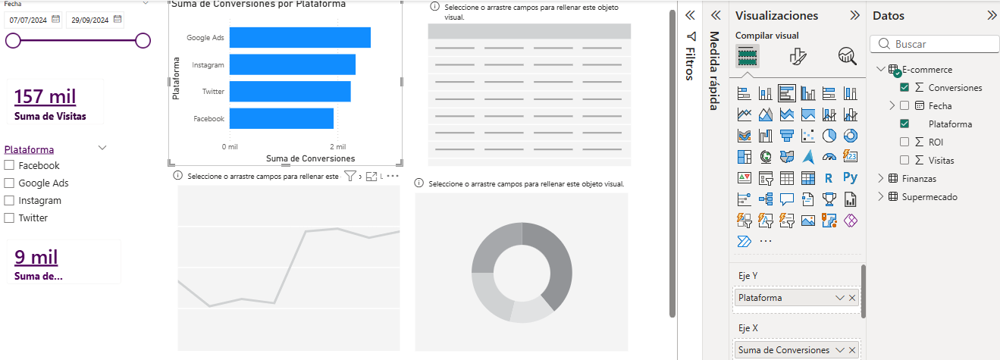 Fecha
07/07/2024
29/09/2024
157 mil
Suma de Visitas
Plataforma
Facebook
Google Ads
Instagram
Twitter
9 mil
Suma de...
Suma de Conversiones por Plataforma
Plataforma
Google Ads
Instagram
Twitter
Facebook
0 mil
2 mil
Suma de Conversiones
Seleccione o arrastre campos para rellenar este objeto
visual.
Seleccione o arrastre campos para rellenar este
Seleccione o arrastre campos para rellenar este objeto visual.
Filtros
Medida rápida
Visualizaciones
Compilar visual
123
R
Py
Eje Y
Plataforma
Eje X
Suma de Conversiones
Datos
Buscar
E-commerce
Conversiones
Fecha
Plataforma
ROI
Visitas
Finanzas
Supermecado